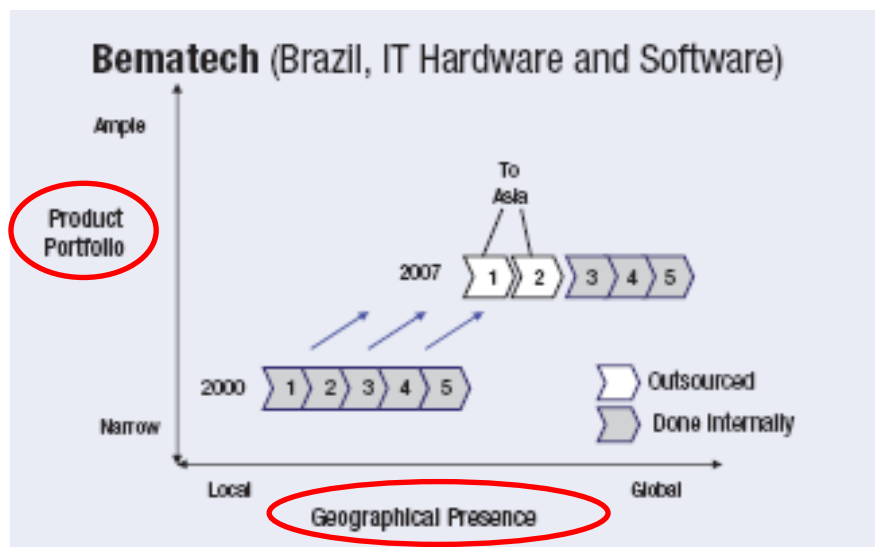 Bematech (Brazil, IT Hardware and Software)
Ample
To
Asia
Product
Portfolio
2007 1 2 3 4 5
2000 1 2 3 4 5
Outsourced
Done Internally
Narrow
Local Global
Geographical Presence